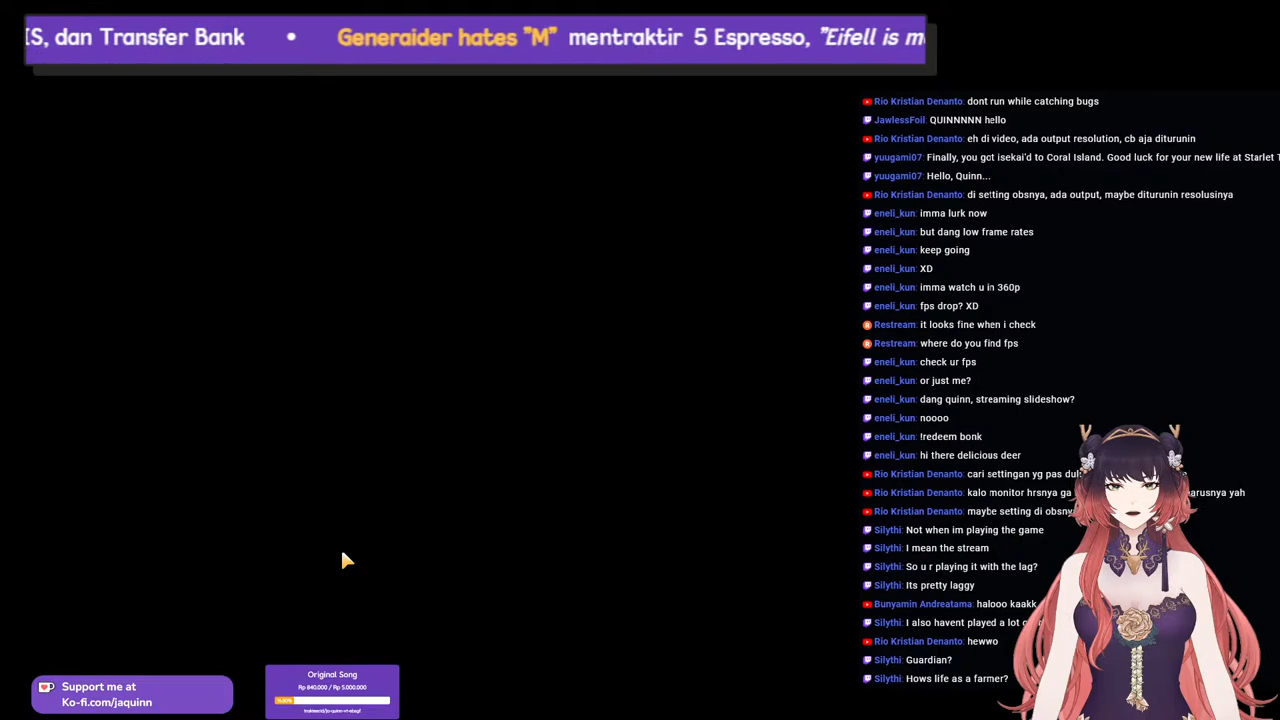 IS, dan Transfer Bank • Generaider hates "M" mentraktir 5 Espresso, "Eifell is m
Rio Kristian Denanto: dont run while catching bugs
JawlessFoil: QUINNNNN hello
Rio Kristian Denanto: eh di video, ada output resolution, cb aja diturunin
yuugami07: Finally, you got isekai'd to Coral Island. Good luck for your new life at Starlet T
yuugami07: Hello, Quinn...
Rio Kristian Denanto: di setting obsnya, ada output, maybe diturunin resolusinya
eneli_kun: imma lurk now
eneli_kun: but dang low frame rates
eneli_kun: keep going
eneli_kun: XD
eneli_kun: imma watch u in 360p
eneli_kun: fps drop? XD
Restream: it looks fine when i check
Restream: where do you find fps
eneli_kun: check ur fps
eneli_kun: or just me?
eneli_kun: dang quinn, streaming slideshow?
eneli_kun: noooo
eneli_kun: !redeem bonk
eneli_kun: hi there delicious deer
Rio Kristian Denanto: cari settingan yg pas dul
Rio Kristian Denanto: kalo monitor hrsnya ga arusnya yah
Rio Kristian Denanto: maybe setting di obsny
Silythi: Not when im playing the game
Silythi: I mean the stream
Silythi: So u r playing it with the lag?
Silythi: Its pretty laggy
Bunyamin Andreatama: halooo kaakk
Silythi: I also havent played a lot
Rio Kristian Denanto: hewwo
Silythi: Guardian?
Silythi: Hows life as a farmer?
Support me at
Ko-fi.com/jaquinn
Original Song
Rp 840.000 / Rp 5.000.000